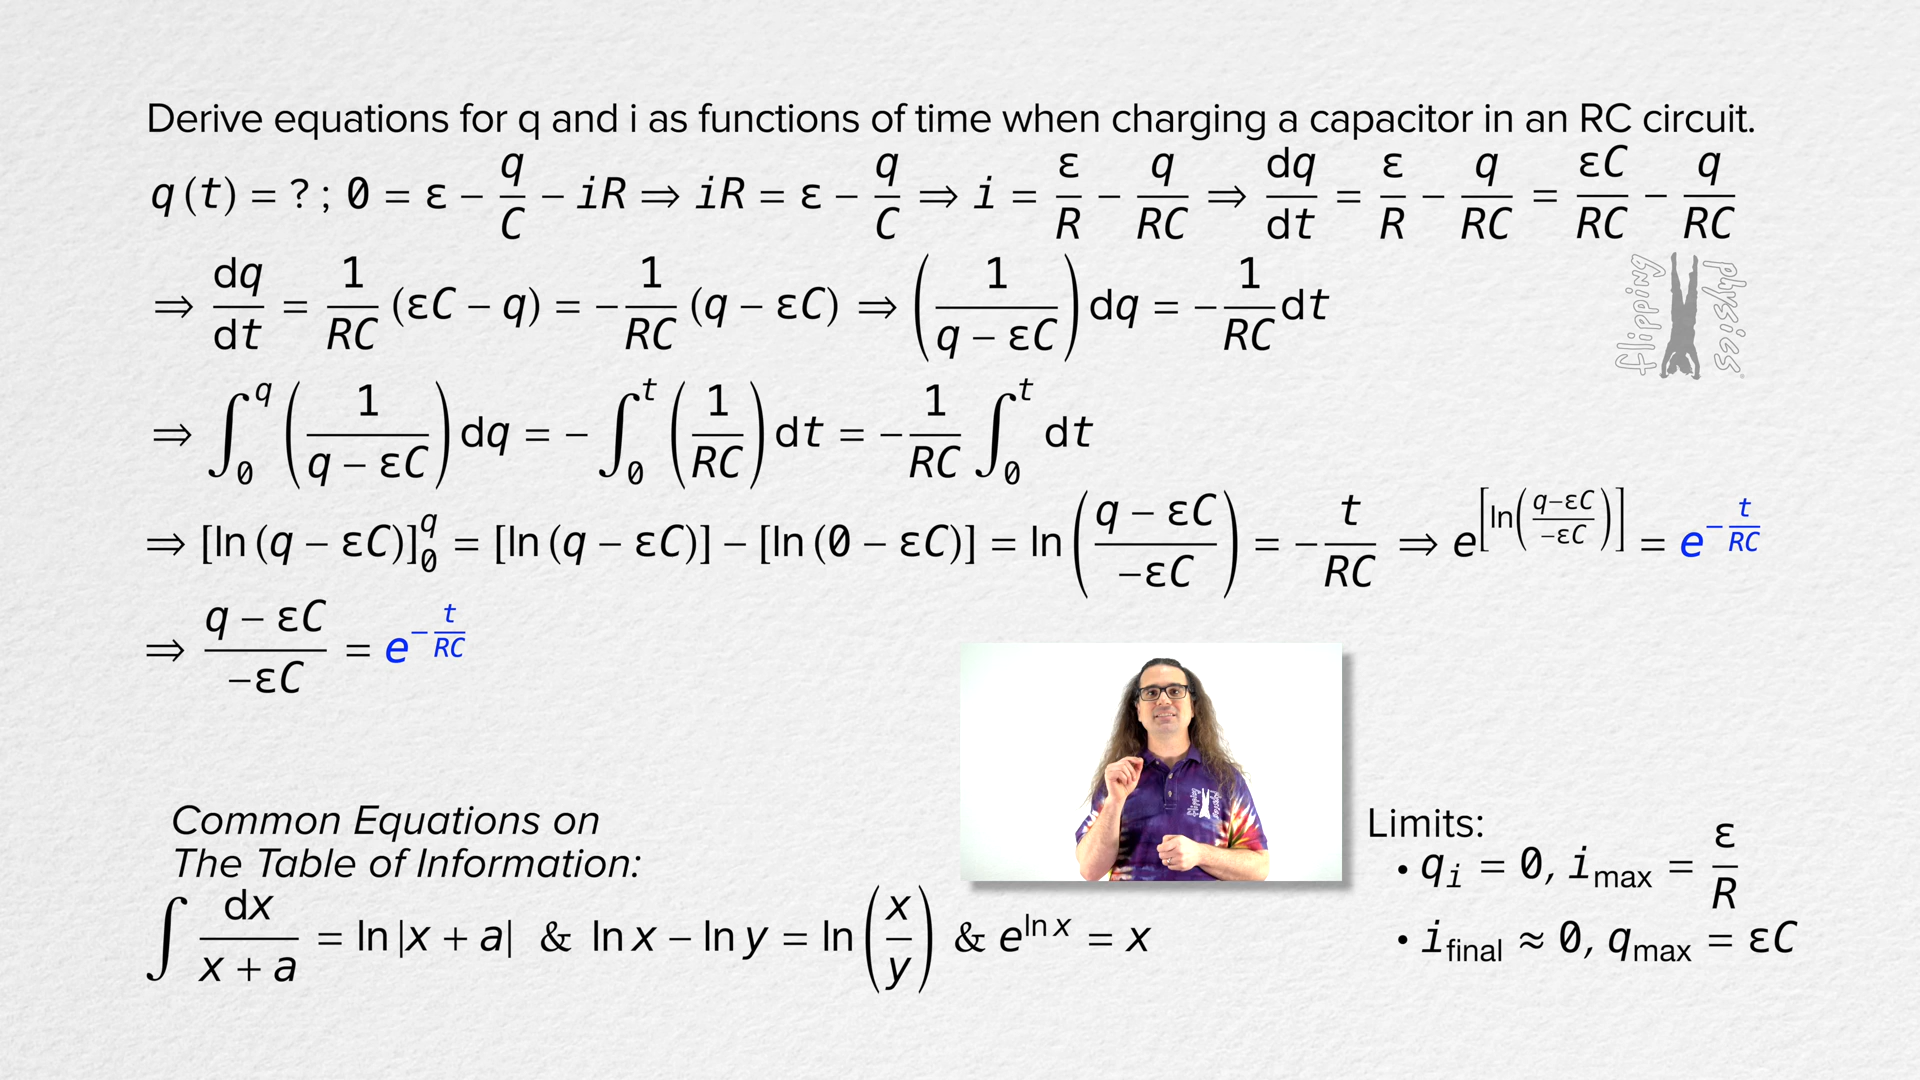 Derive equations for q and i as functions of time when charging a capacitor in an RC circuit.
q(t) = ? ; 0 = ε − q/C − iR ⇒ iR = ε − q/C ⇒ i = ε/R − q/RC ⇒ dq/dt = ε/R − q/RC = εC/RC − q/RC
⇒ dq/dt = 1/RC (εC − q) = −1/RC (q − εC) ⇒ (1/(q − εC)) dq = −1/RC dt
flipping physics
⇒ ∫₀^q (1/(q − εC)) dq = −∫₀^t (1/RC) dt = −1/RC ∫₀^t dt
⇒ [ln(q − εC)]₀^q = [ln(q − εC)] − [ln(0 − εC)] = ln((q − εC)/−εC) = −t/RC ⇒ e^[ln((q−εC)/−εC)] = e^(−t/RC)
⇒ (q − εC)/−εC = e^(−t/RC)
Common Equations on
The Table of Information:
∫ dx/(x + a) = ln|x + a| & ln x − ln y = ln(x/y) & e^(ln x) = x
Limits:
• qᵢ = 0, i_max = ε/R
• i_final ≈ 0, q_max = εC